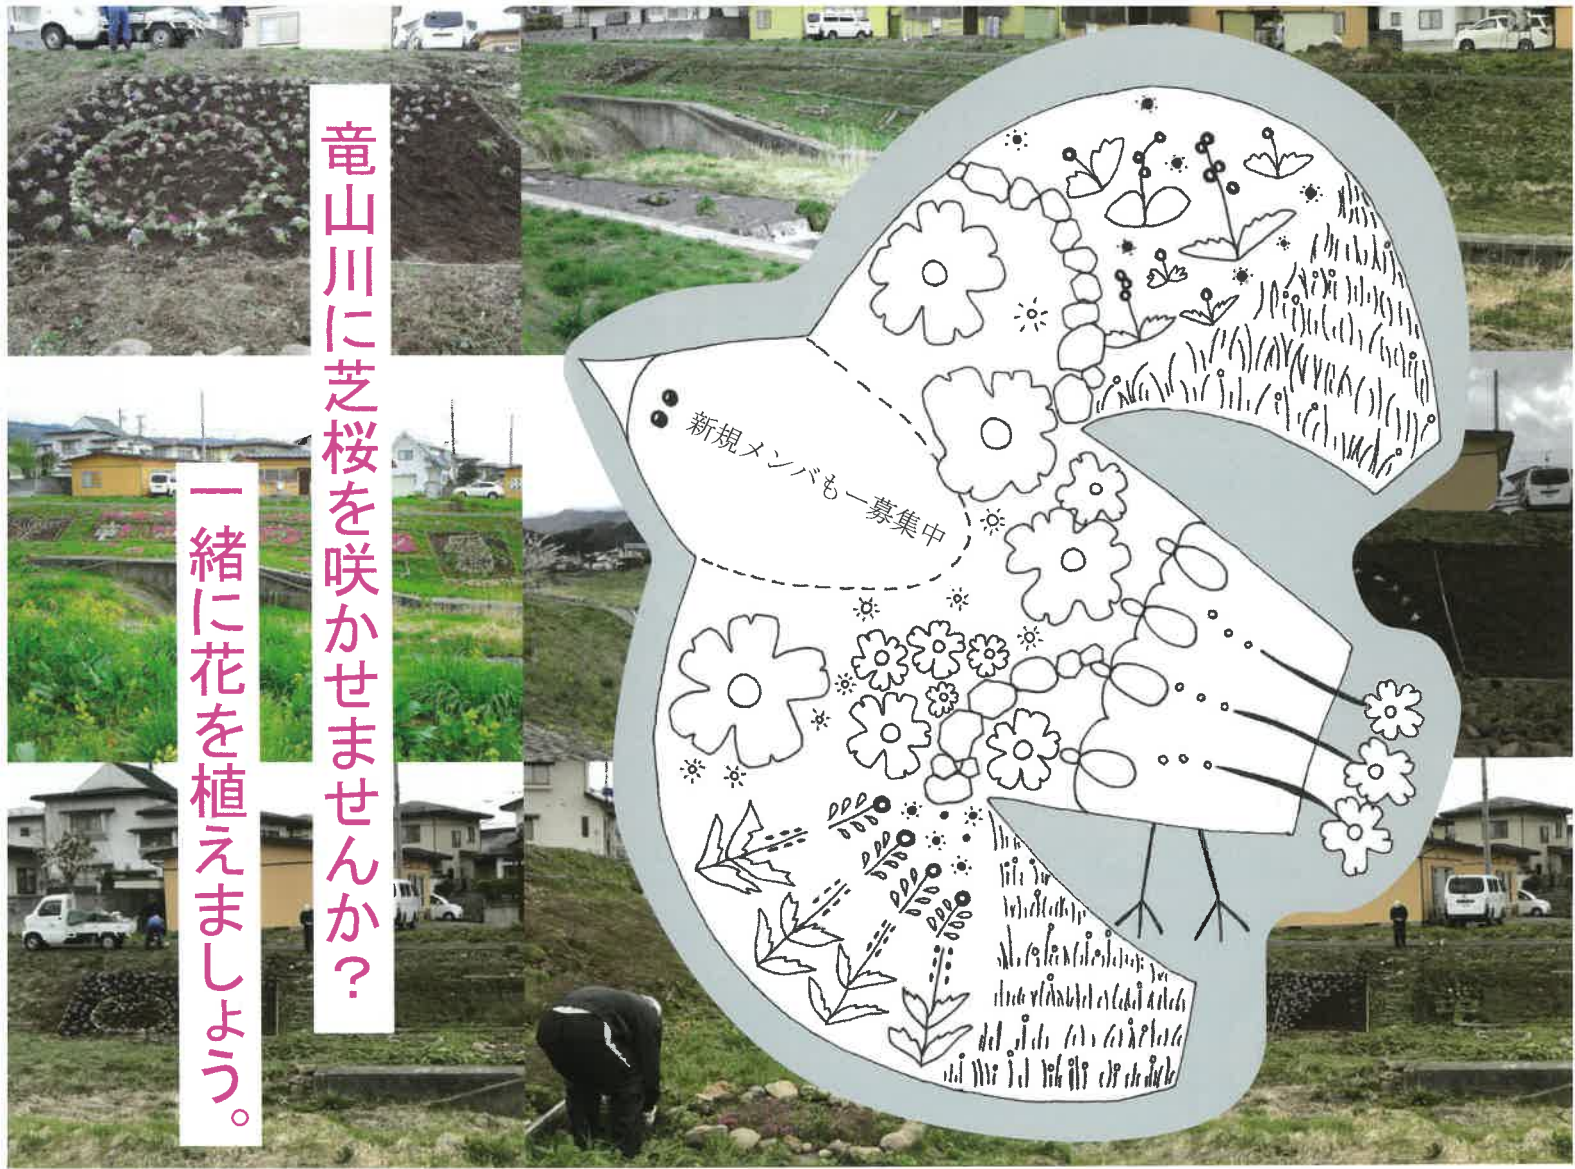 竜山川に芝桜を咲かせませんか？
一緒に花を植えましょう。
新規メンバもー募集中